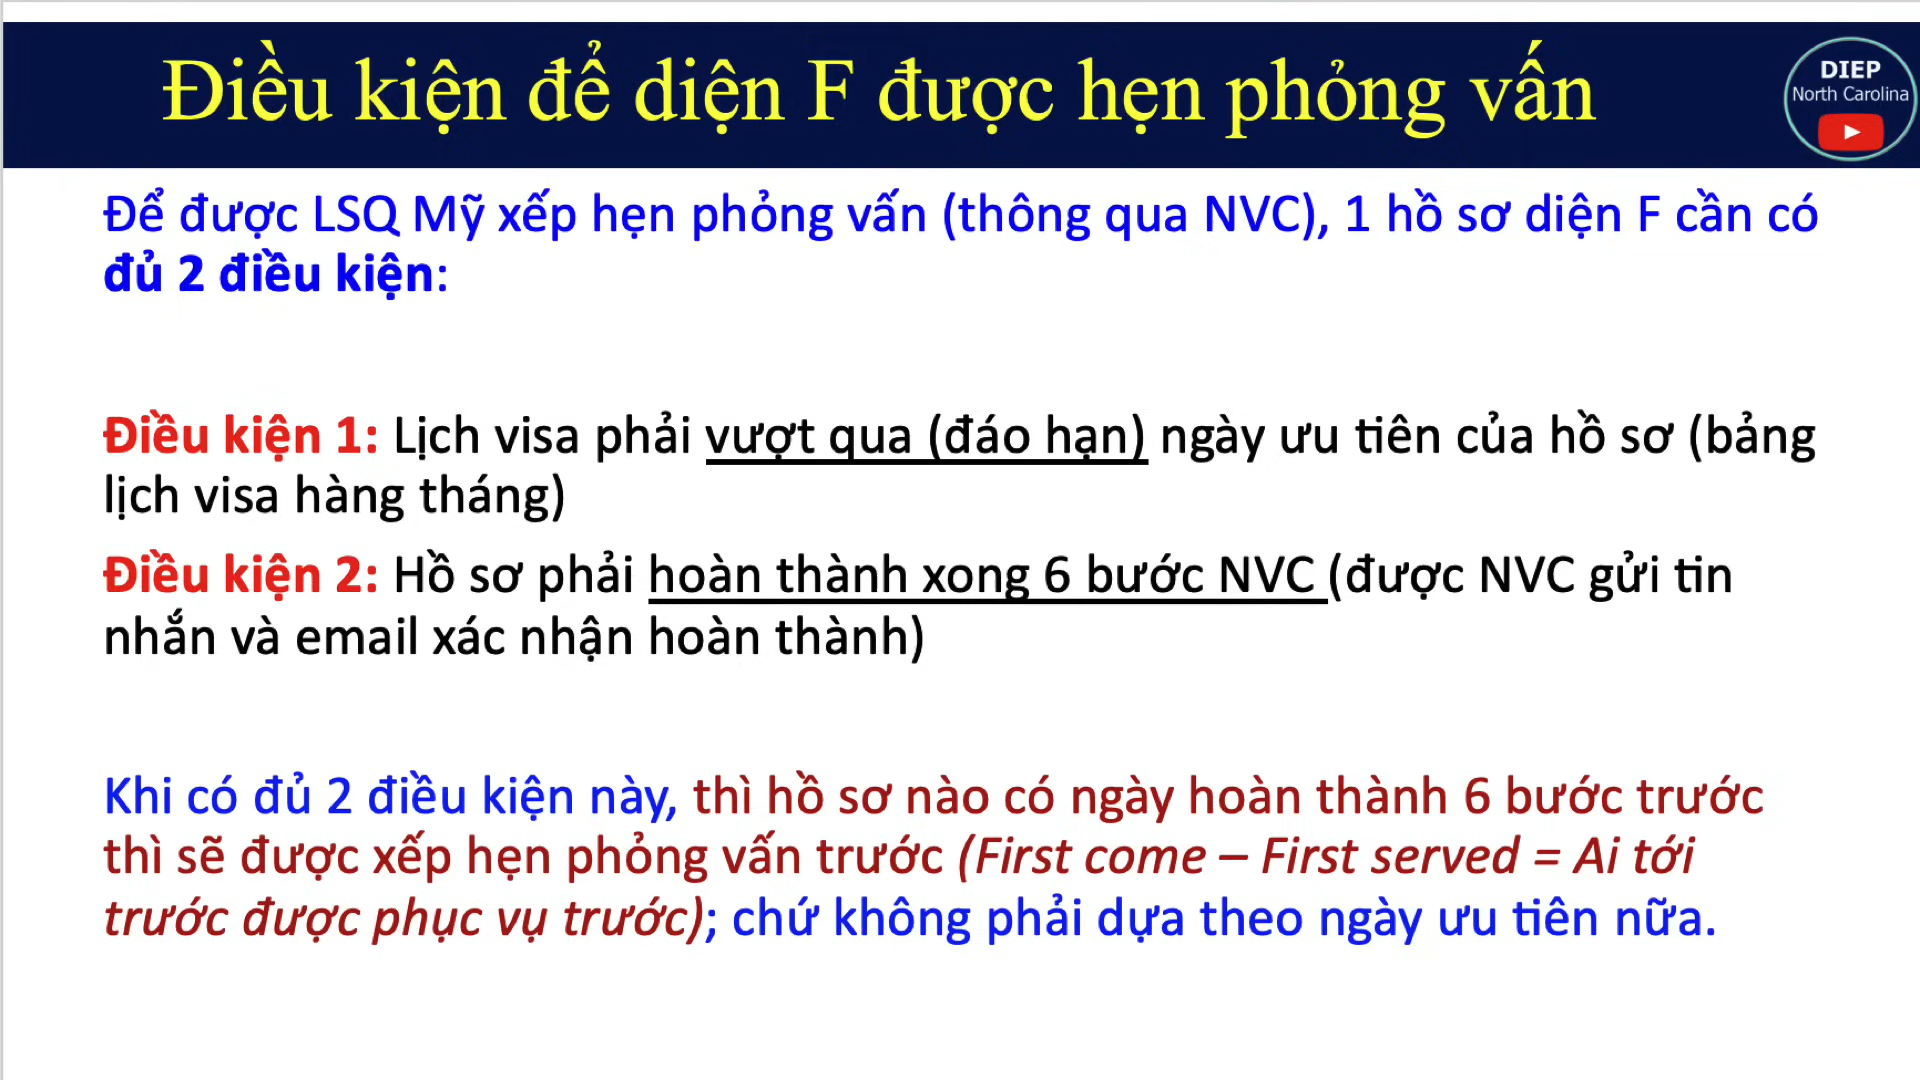 Điều kiện để diện F được hẹn phỏng vấn
DIEP
North Carolina
Để được LSQ Mỹ xếp hẹn phỏng vấn (thông qua NVC), 1 hồ sơ diện F cần có
đủ 2 điều kiện:
Điều kiện 1: Lịch visa phải vượt qua (đáo hạn) ngày ưu tiên của hồ sơ (bảng
lịch visa hàng tháng)
Điều kiện 2: Hồ sơ phải hoàn thành xong 6 bước NVC (được NVC gửi tin
nhắn và email xác nhận hoàn thành)
Khi có đủ 2 điều kiện này, thì hồ sơ nào có ngày hoàn thành 6 bước trước
thì sẽ được xếp hẹn phỏng vấn trước (First come – First served = Ai tới
trước được phục vụ trước); chứ không phải dựa theo ngày ưu tiên nữa.